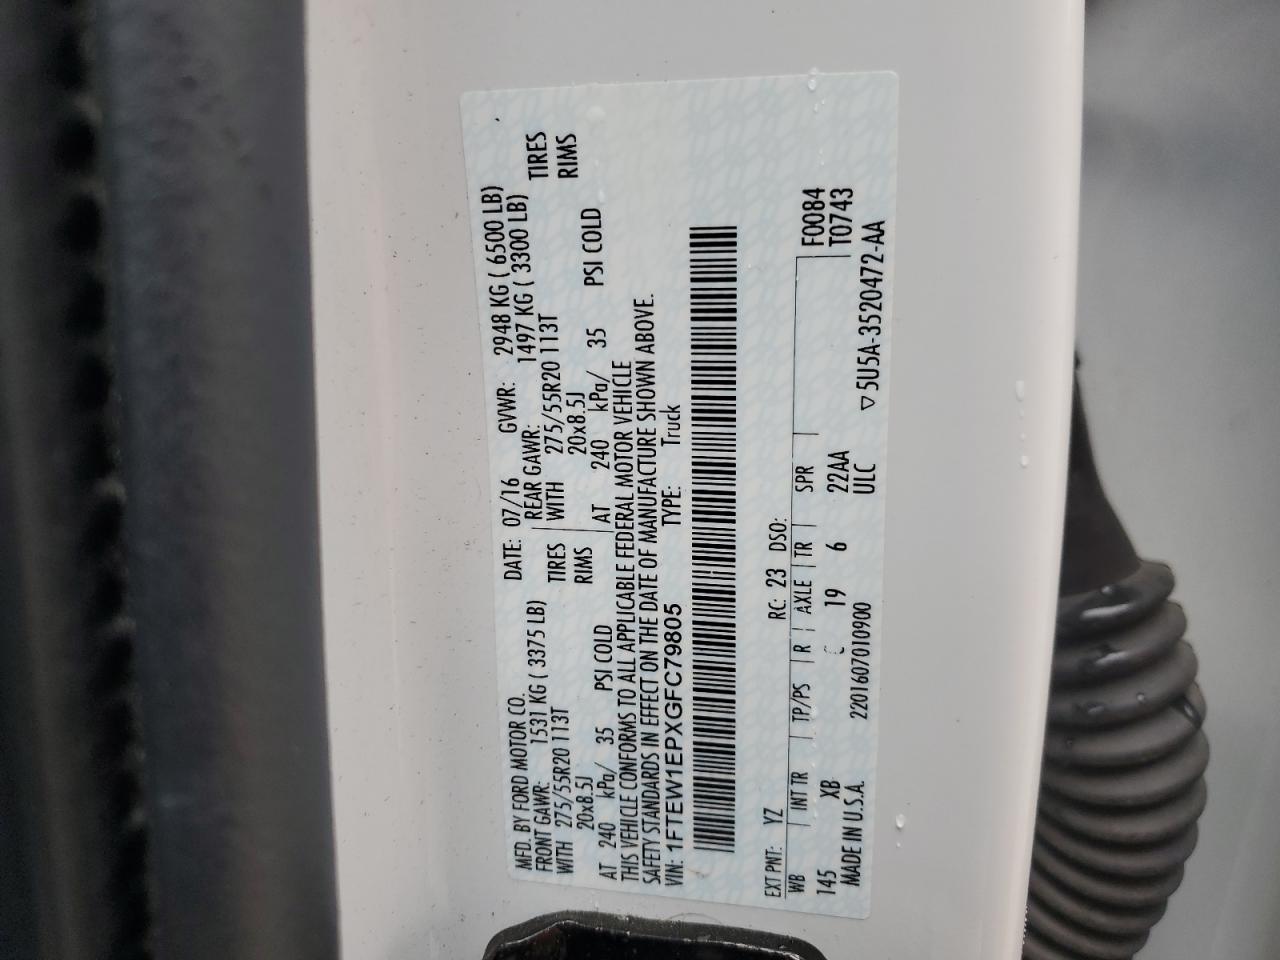 MFD. BY FORD MOTOR CO.
DATE: 07/16 GVWR: 2948 KG ( 6500 LB)
FRONT GAWR: 1531 KG ( 3375 LB)
REAR GAWR: 1497 KG ( 3300 LB)
WITH 275/55R20 113T TIRES
WITH 275/55R20 113T TIRES
20x8.5J RIMS
20x8.5J RIMS
AT 240 kPa/ 35 PSI COLD
AT 240 kPa/ 35 PSI COLD
THIS VEHICLE CONFORMS TO ALL APPLICABLE FEDERAL MOTOR VEHICLE
SAFETY STANDARDS IN EFFECT ON THE DATE OF MANUFACTURE SHOWN ABOVE.
VIN: 1FTEW1EPXGFC79805 TYPE: Truck
EXT PNT: YZ RC: 23 DSO:
WB INT TR TP/PS R AXLE TR SPR F0084
145 XB C 19 6 22AA T0743
ULC
MADE IN U.S.A. 2201607010900 ▽5U5A-3520472-AA